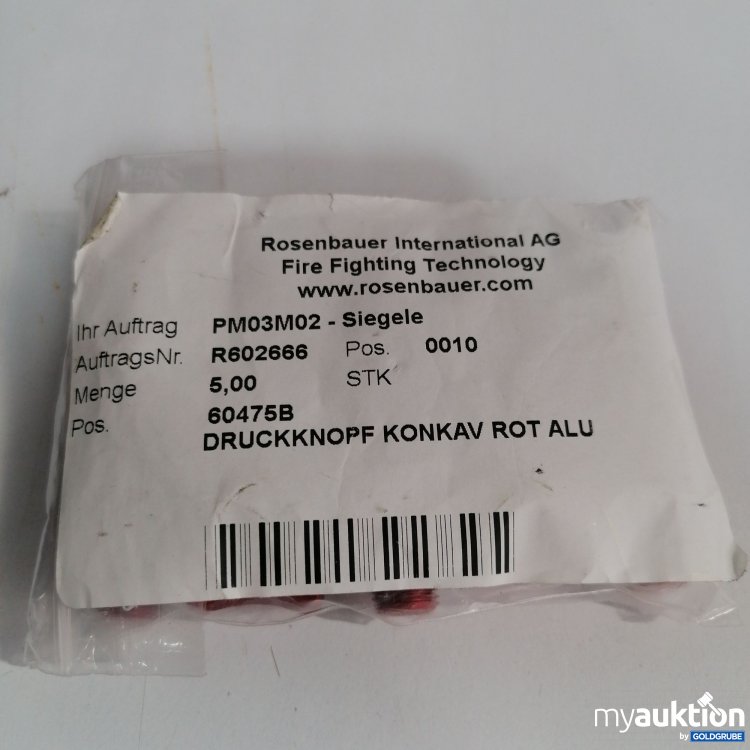 Rosenbauer International AG
Fire Fighting Technology
www.rosenbauer.com
Ihr Auftrag PM03M02 - Siegele
AuftragsNr. R602666 Pos. 0010
Menge 5,00 STK
Pos. 60475B
DRUCKKNOPF KONKAV ROT ALU
myauktion
by GOLDGRUBE